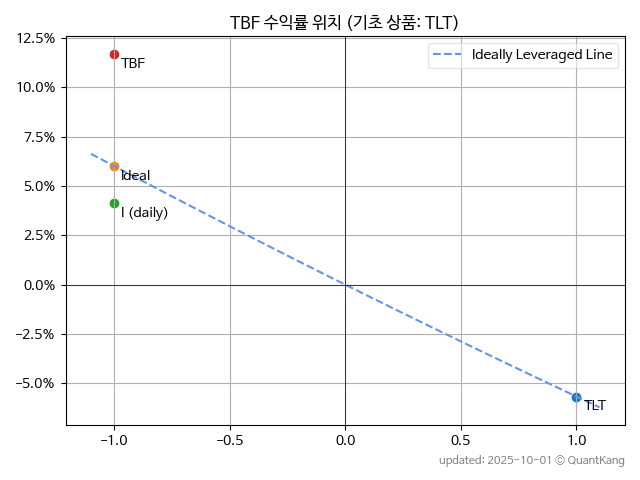 TBF 수익률 위치 (기초 상품: TLT)
12.5%
10.0%
7.5%
5.0%
2.5%
0.0%
−2.5%
−5.0%
Ideally Leveraged Line
TBF
Ideal
I (daily)
TLT
−1.0 −0.5 0.0 0.5 1.0
updated: 2025-10-01 © QuantKang